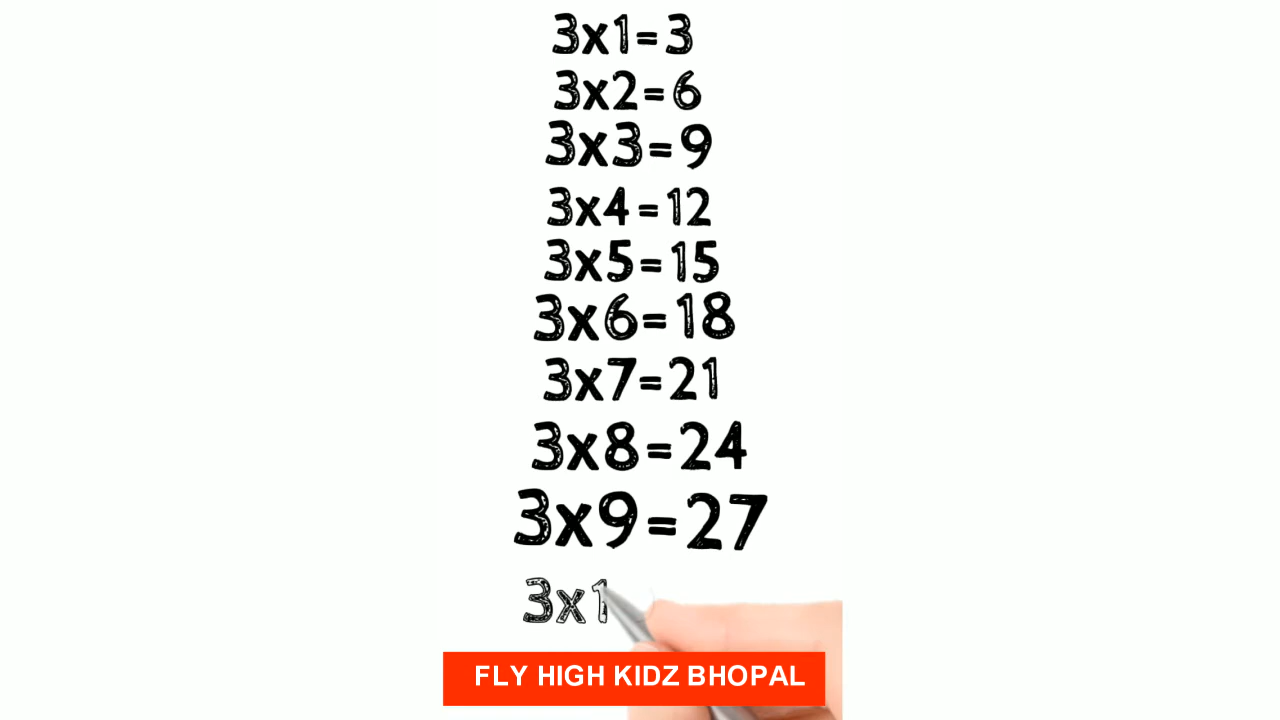 3x1=3
3x2=6
3x3=9
3x4=12
3x5=15
3x6=18
3x7=21
3x8=24
3x9=27
3x1
FLY HIGH KIDZ BHOPAL